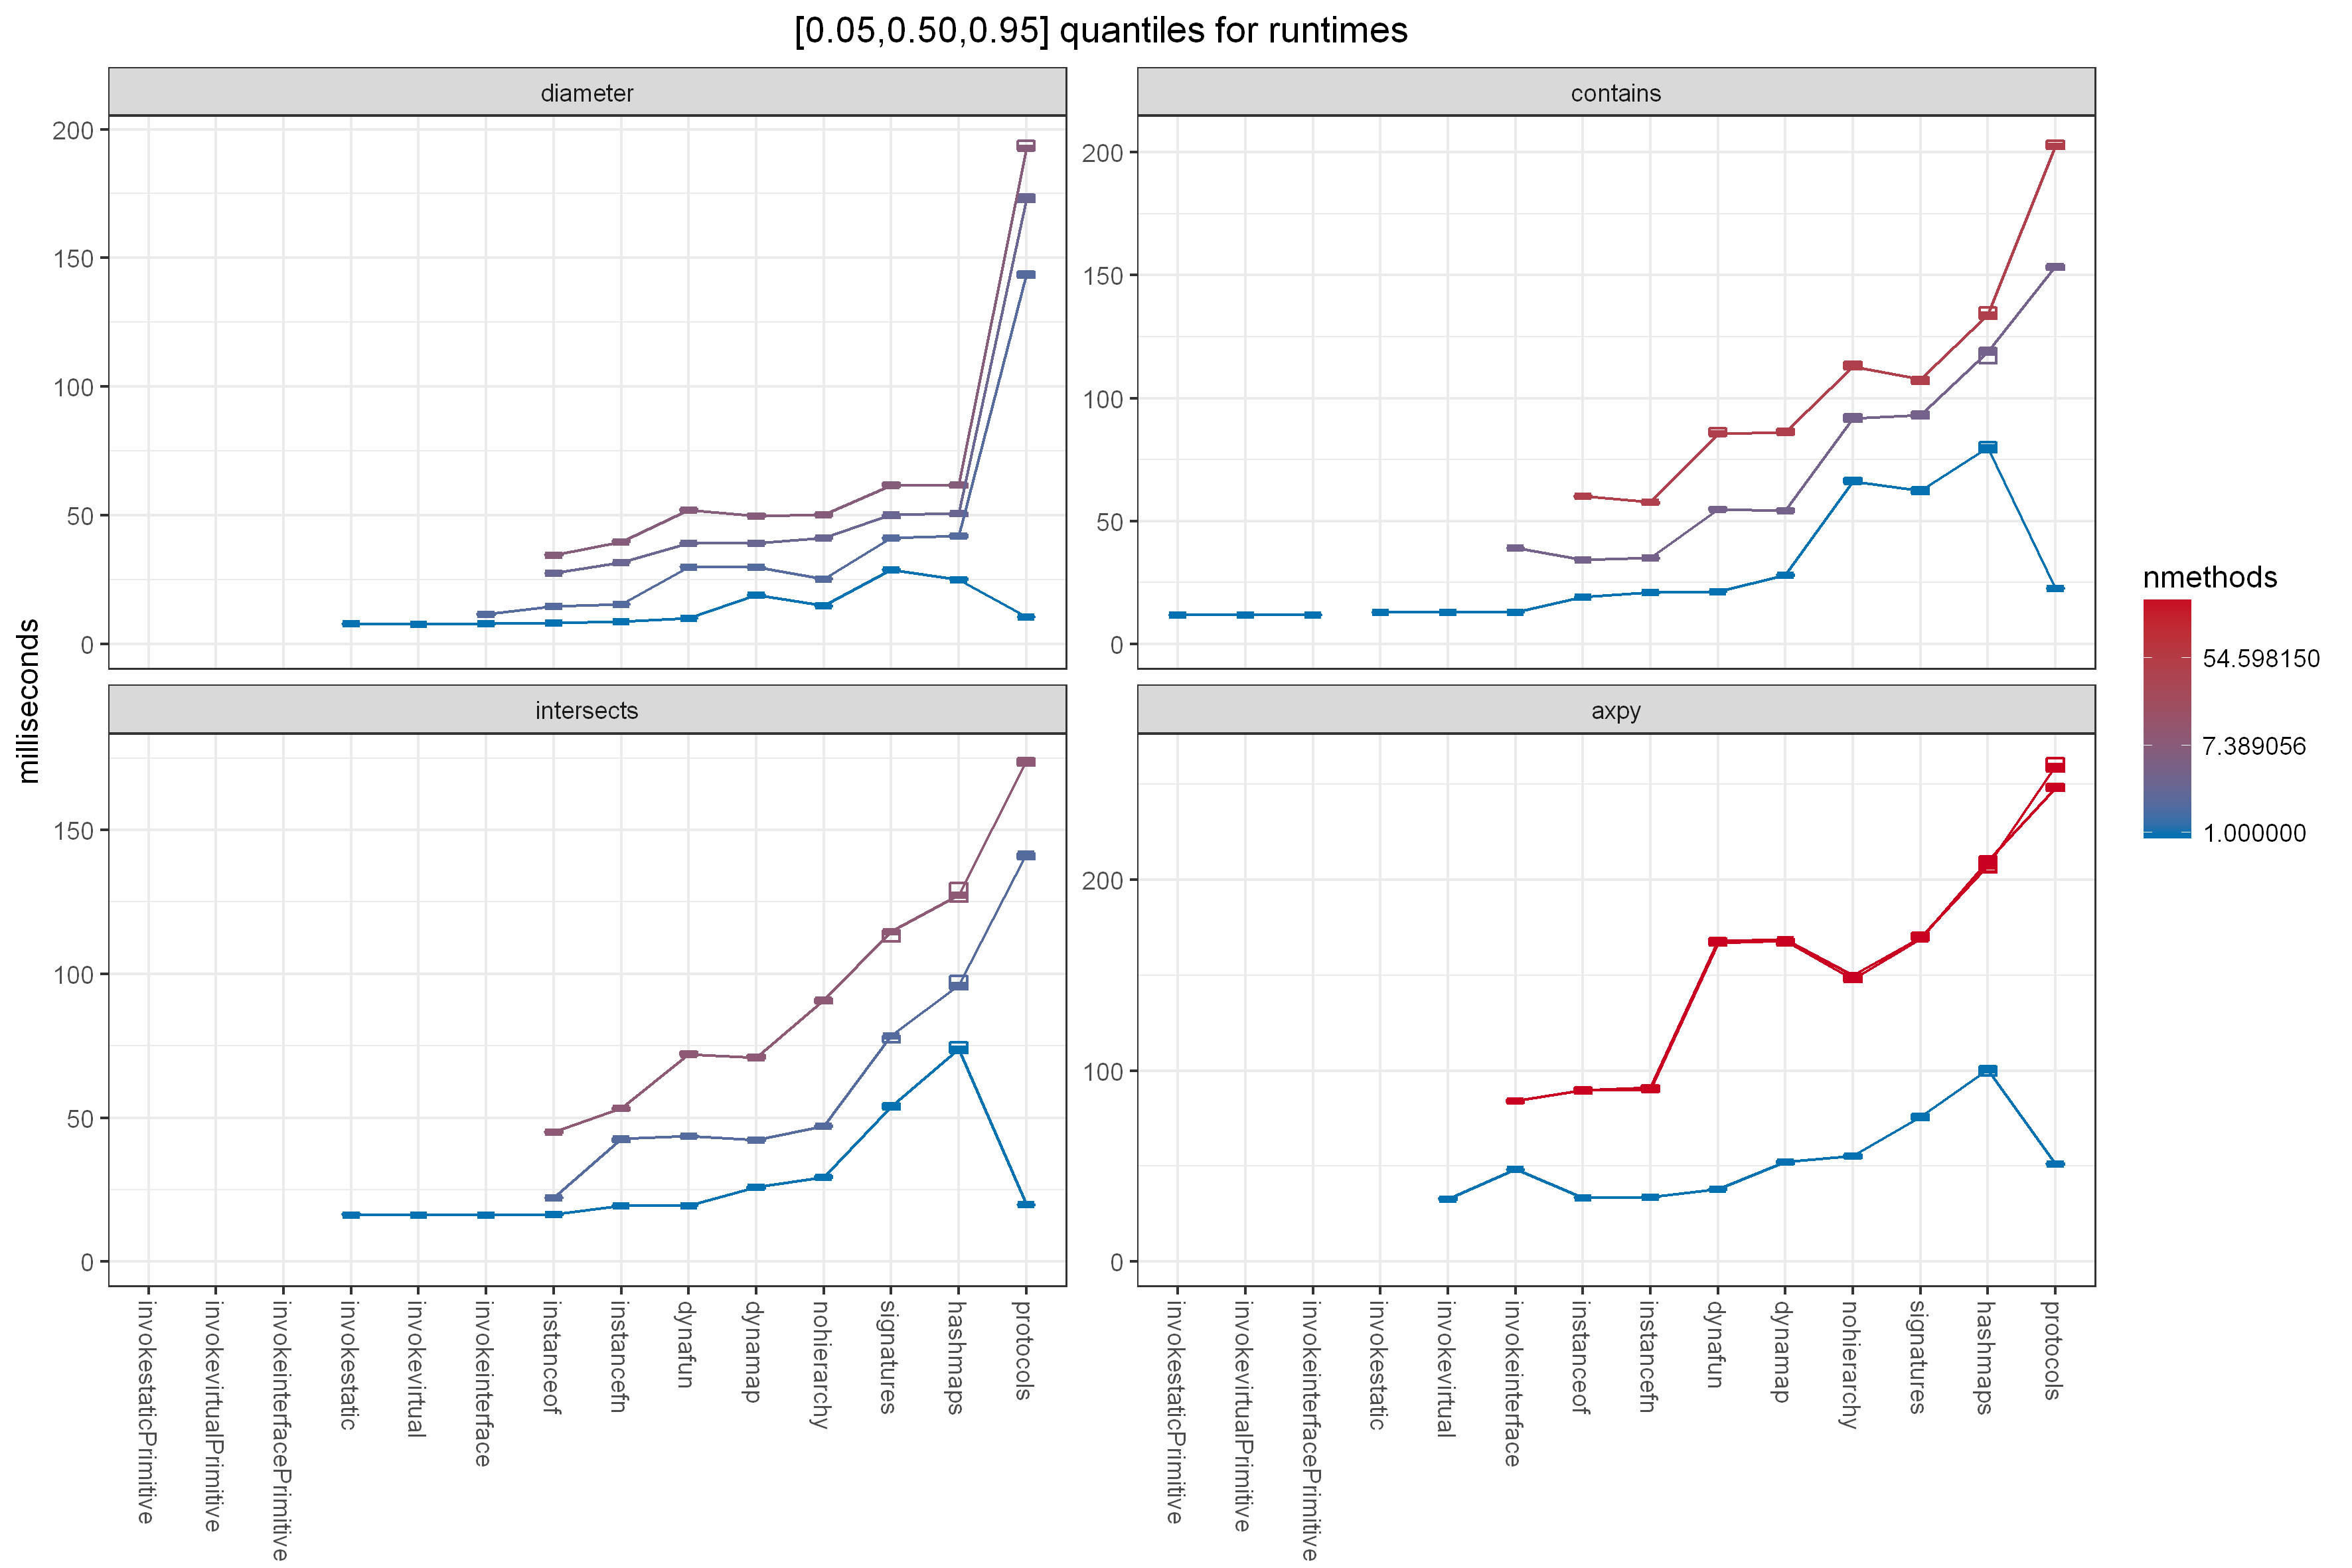 [0.05,0.50,0.95] quantiles for runtimes
diameter
contains
200
150
100
50
0
200
150
100
50
0
intersects
axpy
150
100
50
0
200
100
0
milliseconds
invokestaticPrimitive
invokevirtualPrimitive
invokeinterfacePrimitive
invokestatic
invokevirtual
invokeinterface
instanceof
instancefn
dynafun
dynamap
nohierarchy
signatures
hashmaps
protocols
invokestaticPrimitive
invokevirtualPrimitive
invokeinterfacePrimitive
invokestatic
invokevirtual
invokeinterface
instanceof
instancefn
dynafun
dynamap
nohierarchy
signatures
hashmaps
protocols
nmethods
54.598150
7.389056
1.000000